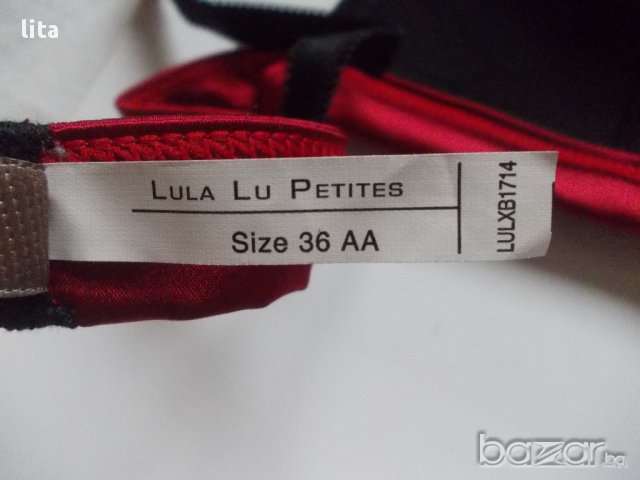 lita
LULA LU PETITES
Size 36 AA
LULXB1714
bazar.bg